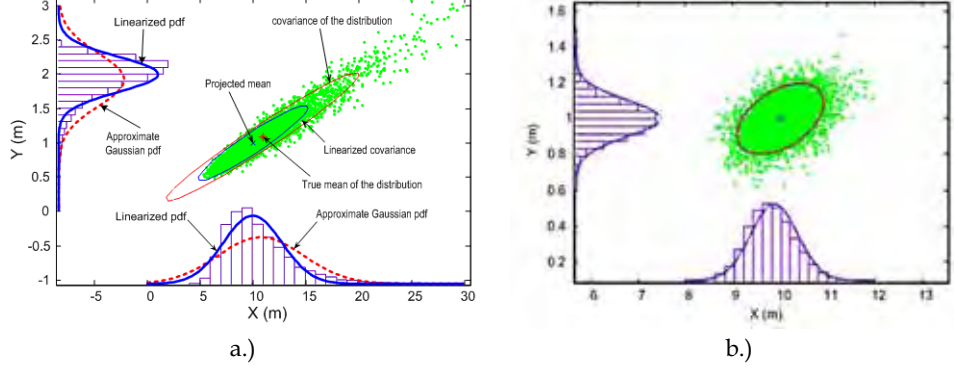 3
2.5
2
1.5
1
0.5
0
-0.5
-1
Y (m)
Linearized pdf
covariance of the distribution
Projected mean
Approximate
Gaussian pdf
Linearized covariance
True mean of the distribution
Linearized pdf
Approximate Gaussian pdf
-5
0
5
10
15
20
25
30
X (m)
a.)
1.6
1.4
1.2
1
0.8
0.6
0.4
0.2
Y (m)
6
7
8
9
10
11
12
13
X (m)
b.)